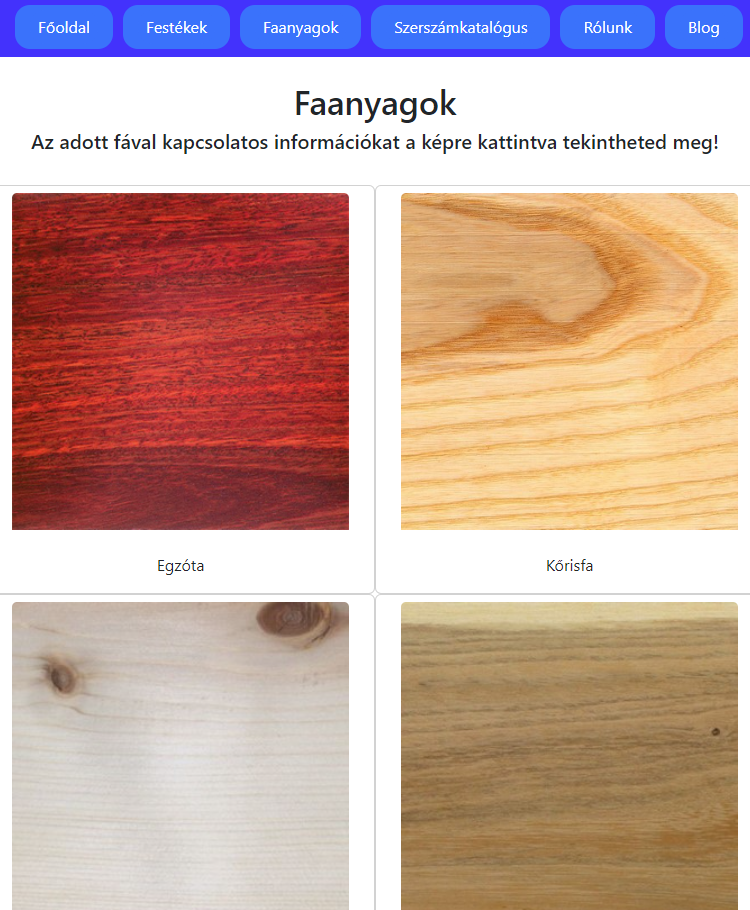 Főoldal Festékek Faanyagok Szerszámkatalógus Rólunk Blog
Faanyagok
Az adott fával kapcsolatos információkat a képre kattintva tekintheted meg!
Egzóta Kőrisfa